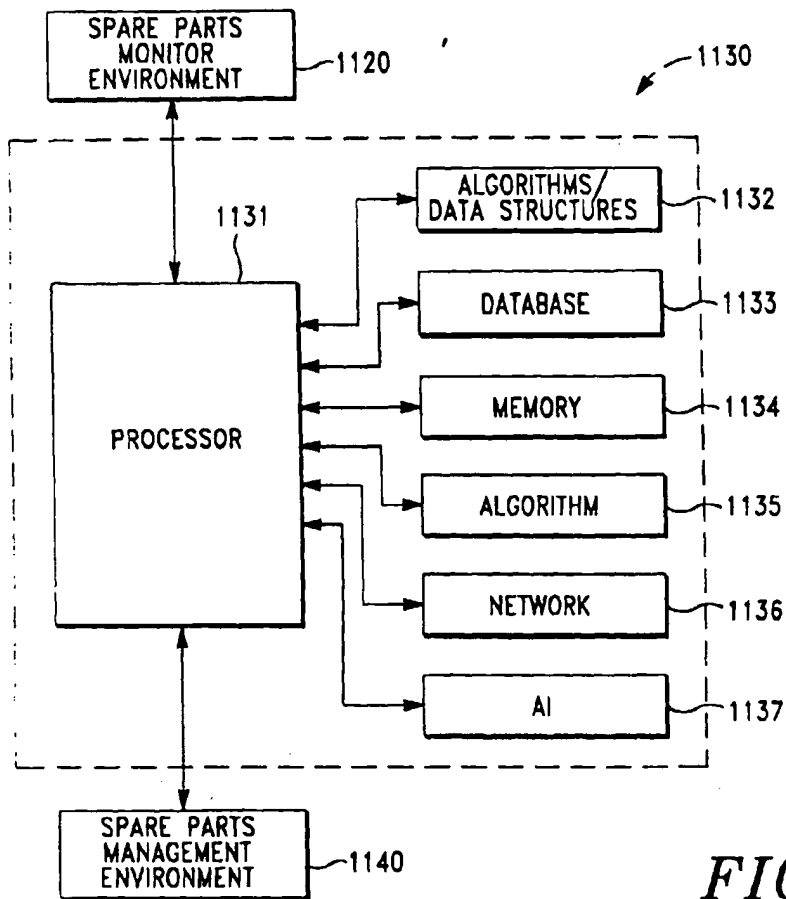 SPARE PARTS
MONITOR
ENVIRONMENT
1120
1130
1131
ALGORITHMS/
DATA STRUCTURES
1132
DATABASE
1133
PROCESSOR
MEMORY
1134
ALGORITHM
1135
NETWORK
1136
AI
1137
SPARE PARTS
MANAGEMENT
ENVIRONMENT
1140
FIG